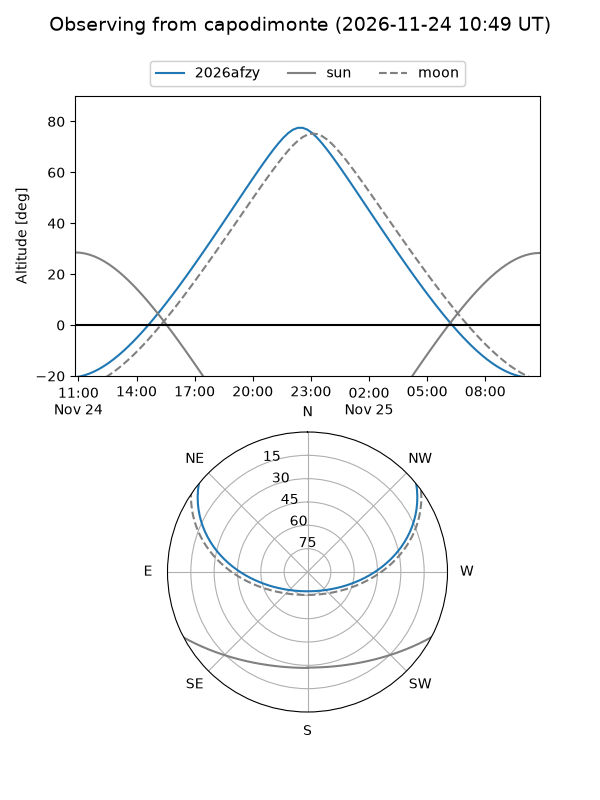 Observing from capodimonte (2026-11-24 10:49 UT)
2026afzy sun moon
Altitude [deg]
80
60
40
20
0
−20
11:00 14:00 17:00 20:00 23:00 02:00 05:00 08:00
Nov 24 Nov 25
N
NE NW
15
30
45
60
75
E W
SE SW
S